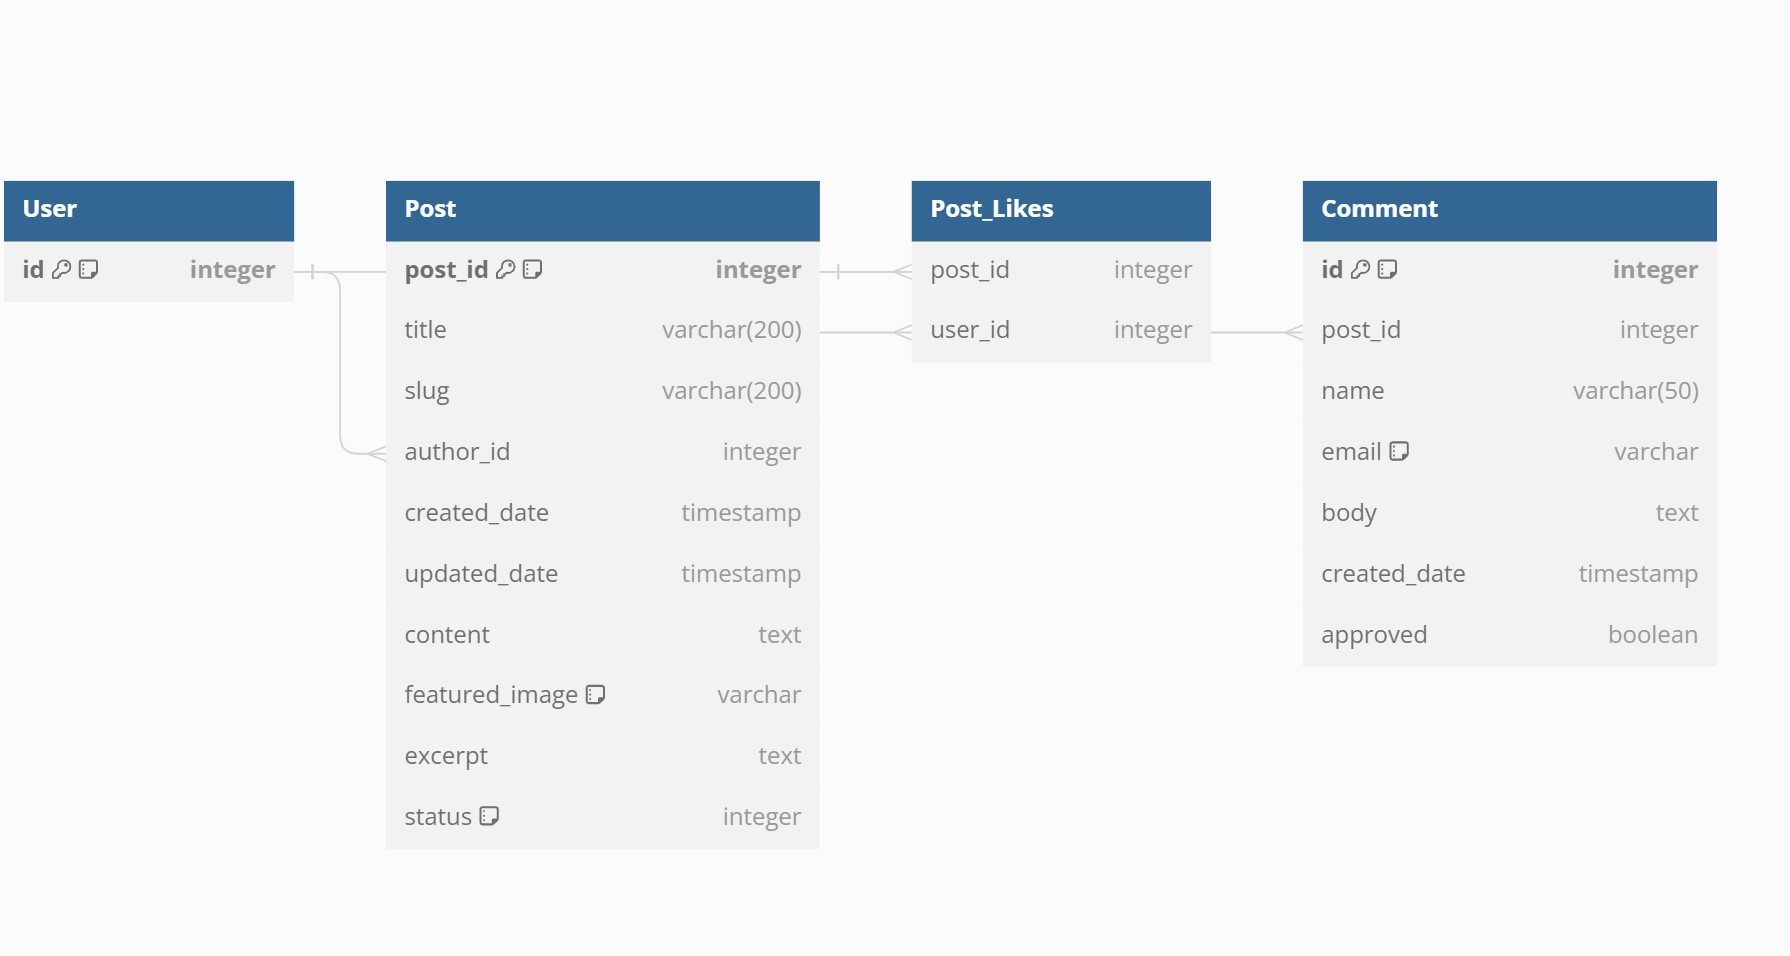 User
id integer
Post
post_id integer
title varchar(200)
slug varchar(200)
author_id integer
created_date timestamp
updated_date timestamp
content text
featured_image varchar
excerpt text
status integer
Post_Likes
post_id integer
user_id integer
Comment
id integer
post_id integer
name varchar(50)
email varchar
body text
created_date timestamp
approved boolean